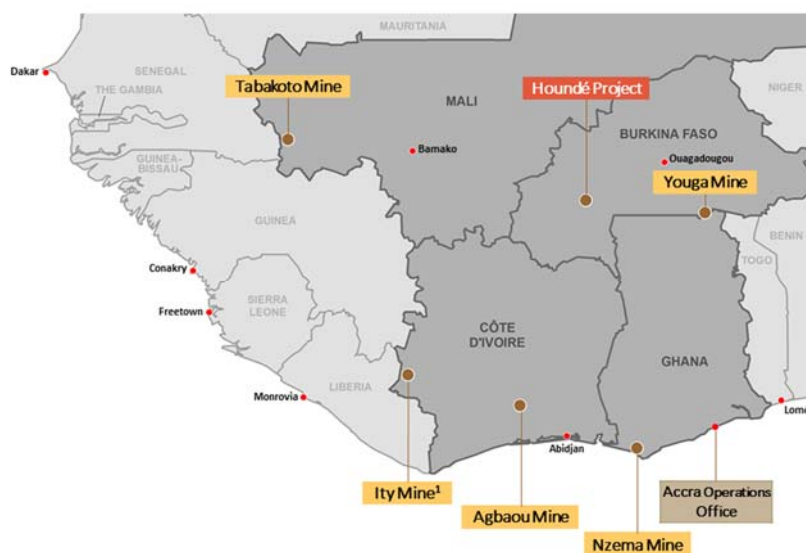 MAURITANIA
Dakar
SENEGAL
THE GAMBIA
Tabakoto Mine
MALI
Houndé Project
NIGER
Bamako
BURKINA FASO
Ouagadougou
GUINEA-
BISSAU
Youga Mine
GUINEA
BENIN
TOGO
Conakry
SIERRA
LEONE
Freetown
CÔTE
D'IVOIRE
GHANA
LIBERIA
Monrovia
Lome
Abidjan
Ity Mine¹
Agbaou Mine
Nzema Mine
Accra Operations
Office